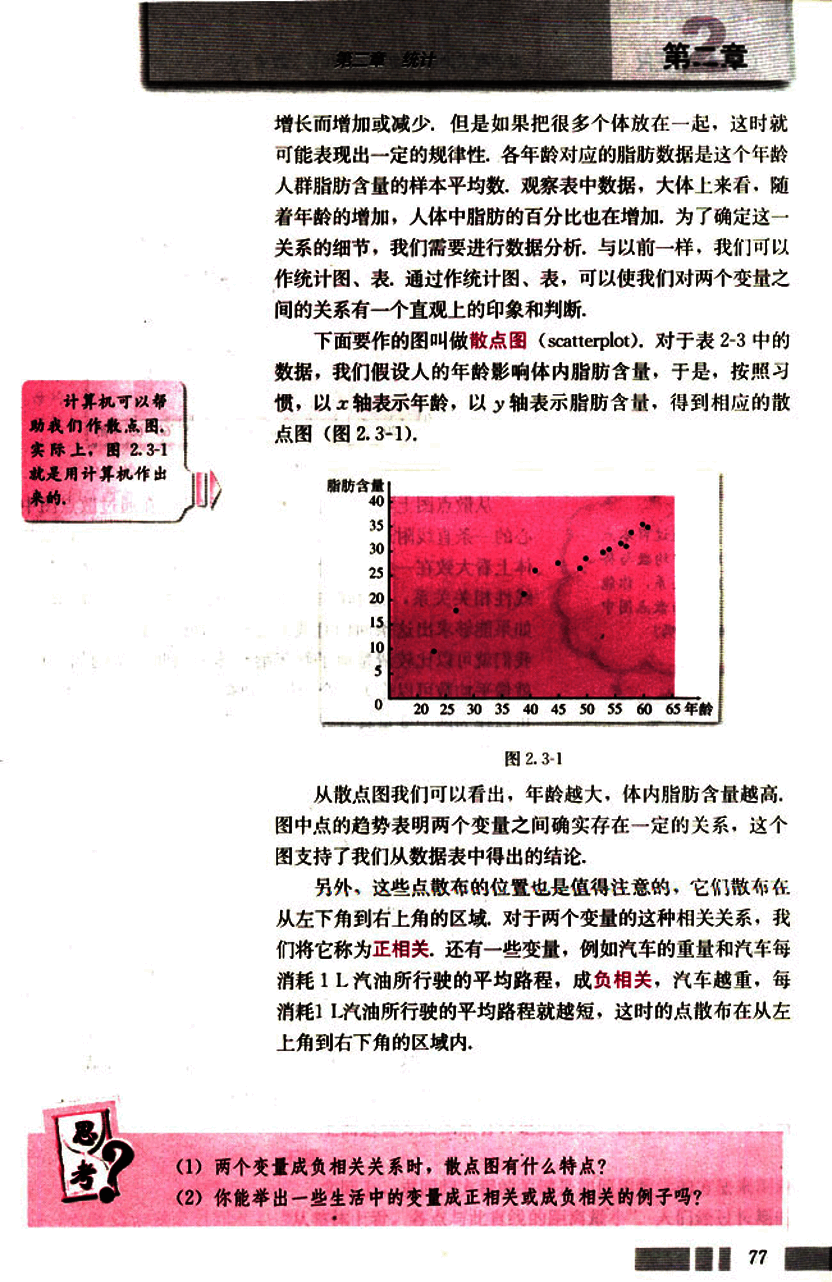 第二章 统计
第二章
增长而增加或减少. 但是如果把很多个体放在一起，这时就
可能表现出一定的规律性. 各年龄对应的脂肪数据是这个年龄
人群脂肪含量的样本平均数. 观察表中数据，大体上来看，随
着年龄的增加，人体中脂肪的百分比也在增加. 为了确定这一
关系的细节，我们需要进行数据分析. 与以前一样，我们可以
作统计图、表. 通过作统计图、表，可以使我们对两个变量之
间的关系有一个直观上的印象和判断.
下面要作的图叫做散点图（scatterplot）. 对于表 2-3 中的
数据，我们假设人的年龄影响体内脂肪含量，于是，按照习
惯，以 x 轴表示年龄，以 y 轴表示脂肪含量，得到相应的散
点图（图 2.3-1）.
计算机可以帮
助我们作散点图.
实际上，图 2.3-1
就是用计算机作出
来的.
脂肪含量
40
35
30
25
20
15
10
5
0
20 25 30 35 40 45 50 55 60 65 年龄
图 2.3-1
从散点图我们可以看出，年龄越大，体内脂肪含量越高.
图中点的趋势表明两个变量之间确实存在一定的关系，这个
图支持了我们从数据表中得出的结论.
另外，这些点散布的位置也是值得注意的，它们散布在
从左下角到右上角的区域. 对于两个变量的这种相关关系，我
们将它称为正相关. 还有一些变量，例如汽车的重量和汽车每
消耗 1 L 汽油所行驶的平均路程，成负相关，汽车越重，每
消耗1 L汽油所行驶的平均路程就越短，这时的点散布在从左
上角到右下角的区域内.
思考?
（1）两个变量成负相关关系时，散点图有什么特点？
（2）你能举出一些生活中的变量成正相关或成负相关的例子吗？
77